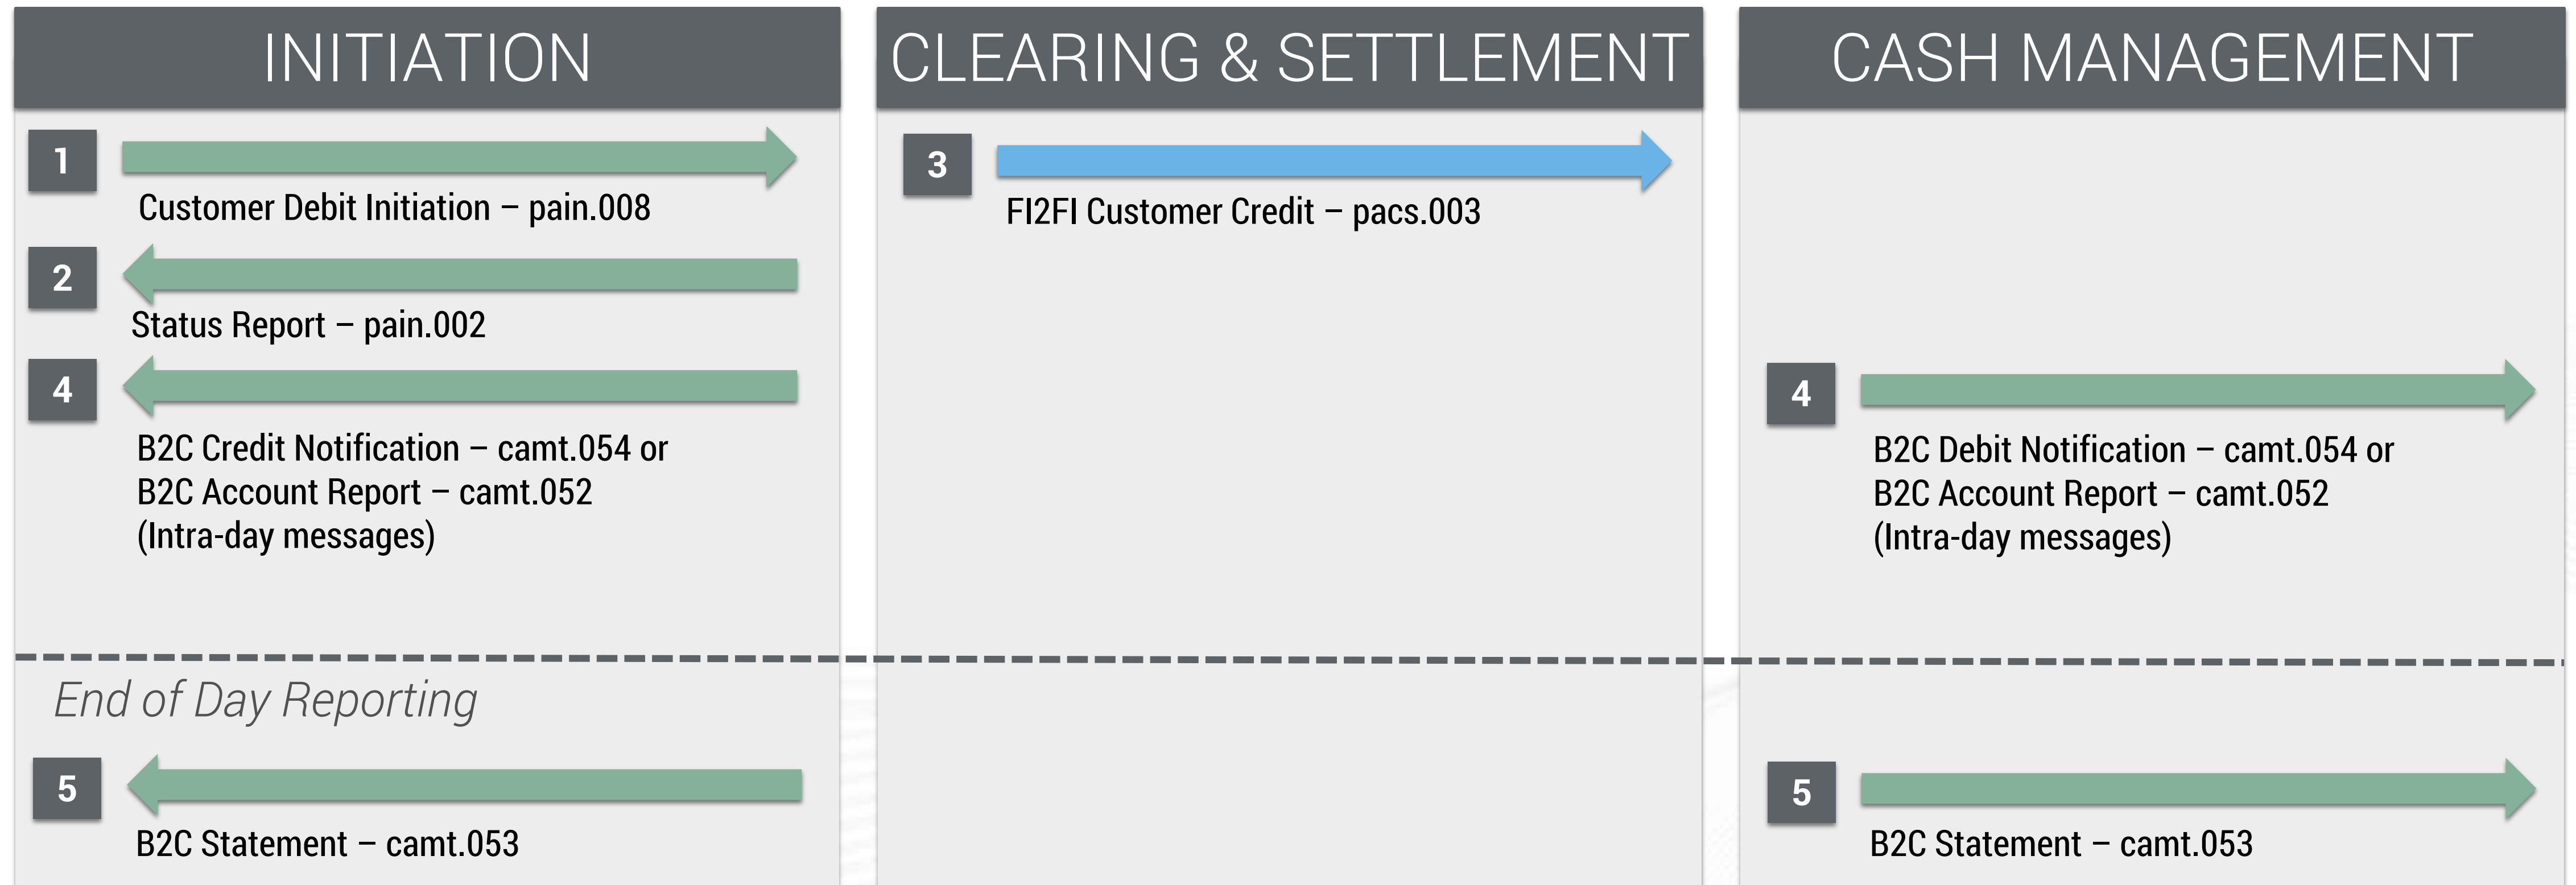 INITIATION
1
Customer Debit Initiation – pain.008
2
Status Report – pain.002
4
B2C Credit Notification – camt.054 or
B2C Account Report – camt.052
(Intra-day messages)
End of Day Reporting
5
B2C Statement – camt.053
CLEARING & SETTLEMENT
3
FI2FI Customer Credit – pacs.003
CASH MANAGEMENT
4
B2C Debit Notification – camt.054 or
B2C Account Report – camt.052
(Intra-day messages)
5
B2C Statement – camt.053